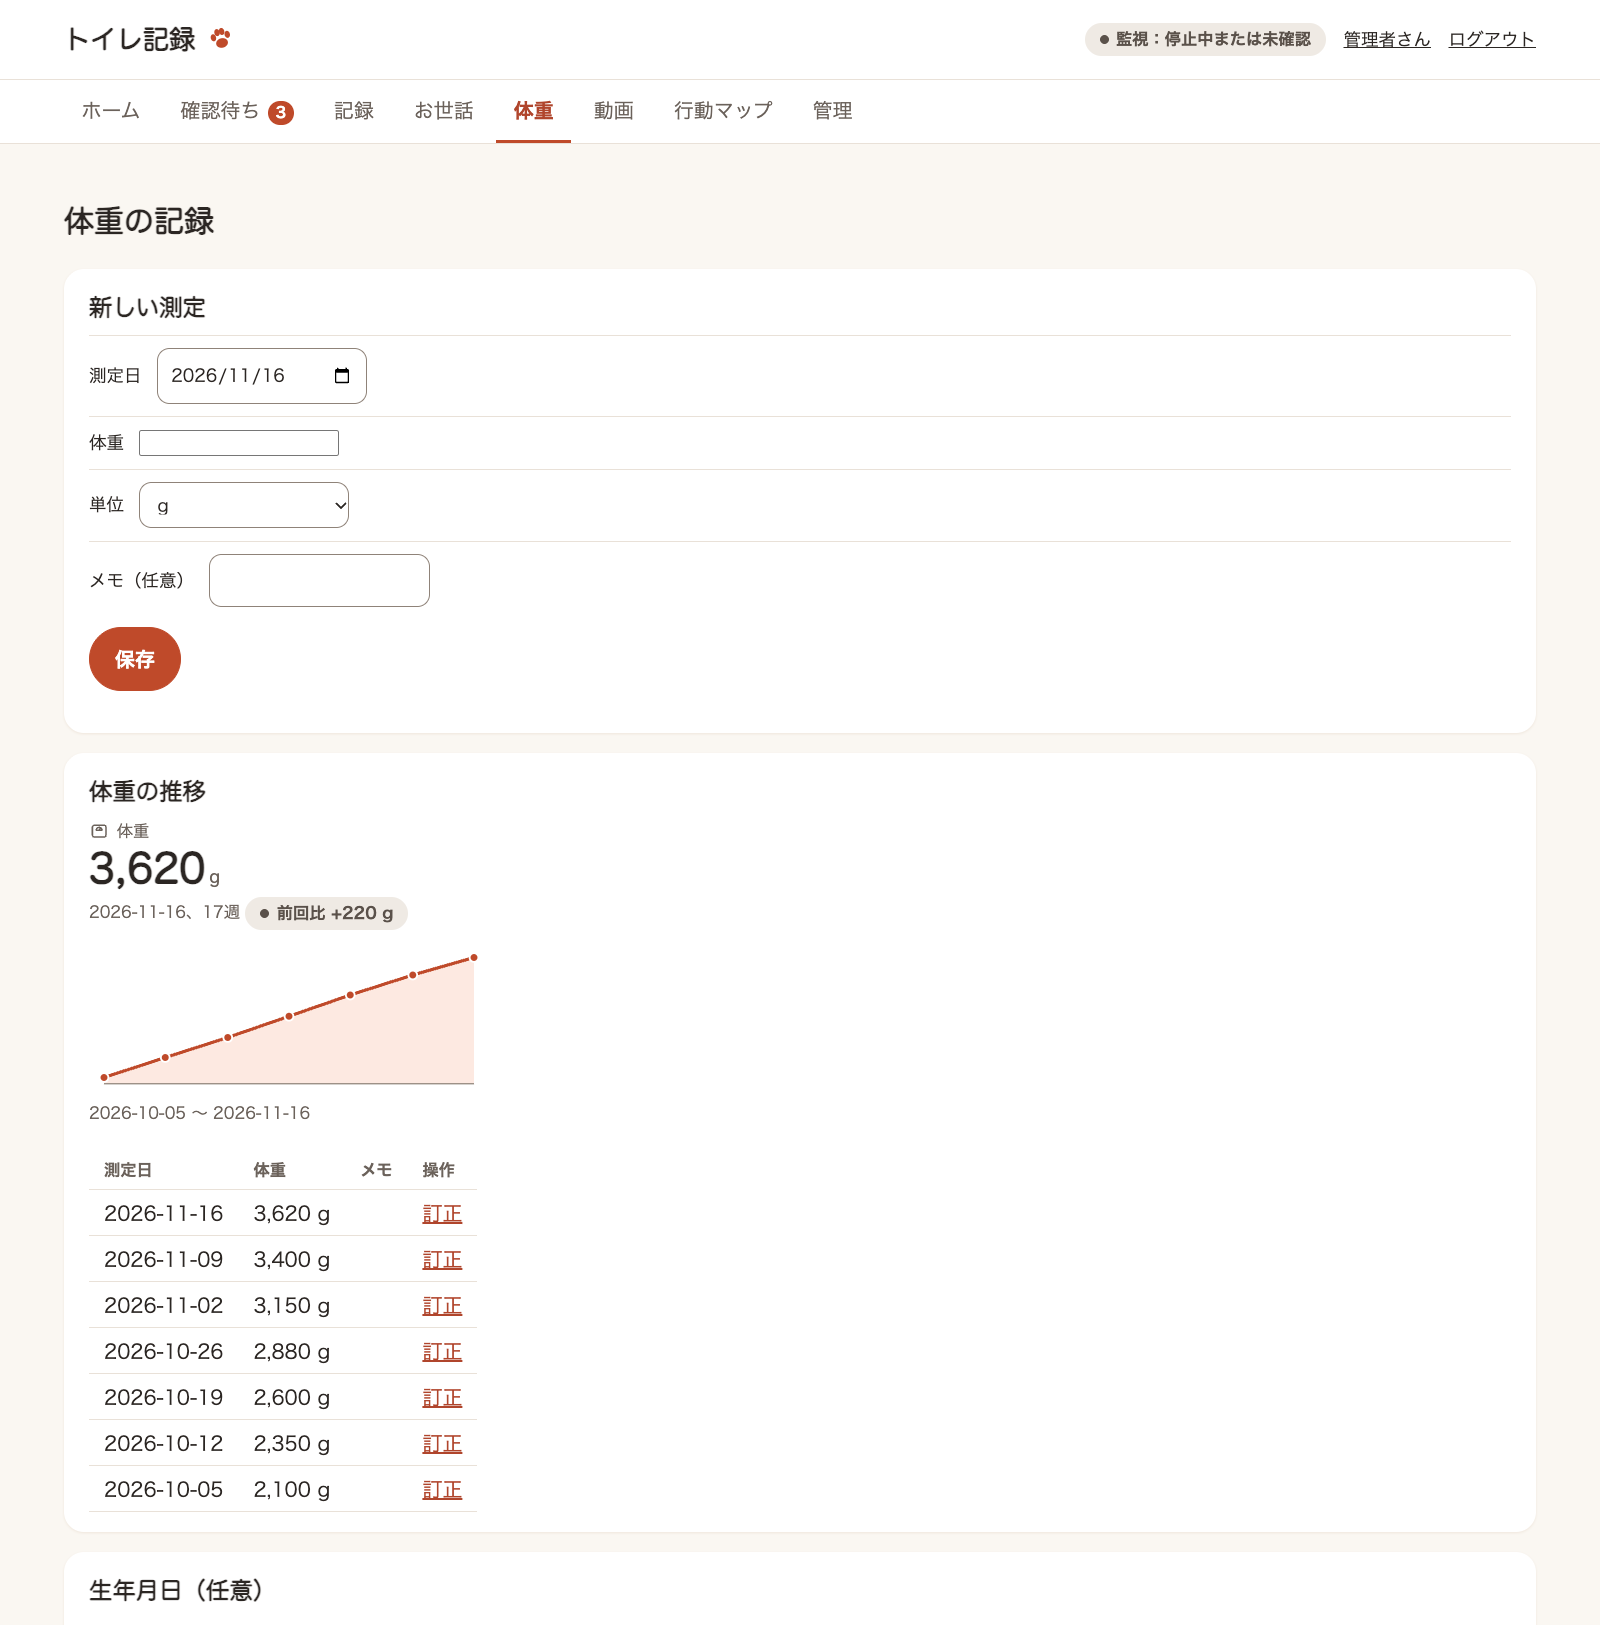 トイレ記録
監視：停止中または未確認 管理者さん ログアウト
ホーム 確認待ち 3 記録 お世話 体重 動画 行動マップ 管理
体重の記録
新しい測定
測定日 2026/11/16
体重
単位 g
メモ（任意）
保存
体重の推移
体重
3,620 g
2026-11-16、17週 前回比 +220 g
2026-10-05 〜 2026-11-16
測定日 体重 メモ 操作
2026-11-16 3,620 g 訂正
2026-11-09 3,400 g 訂正
2026-11-02 3,150 g 訂正
2026-10-26 2,880 g 訂正
2026-10-19 2,600 g 訂正
2026-10-12 2,350 g 訂正
2026-10-05 2,100 g 訂正
生年月日（任意）